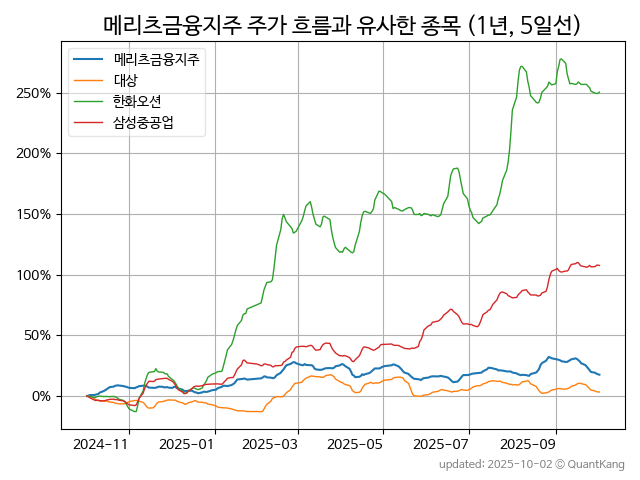 메리츠금융지주 주가 흐름과 유사한 종목 (1년, 5일선)
메리츠금융지주
대상
한화오션
삼성중공업
250%
200%
150%
100%
50%
0%
2024-11 2025-01 2025-03 2025-05 2025-07 2025-09
updated: 2025-10-02 © QuantKang